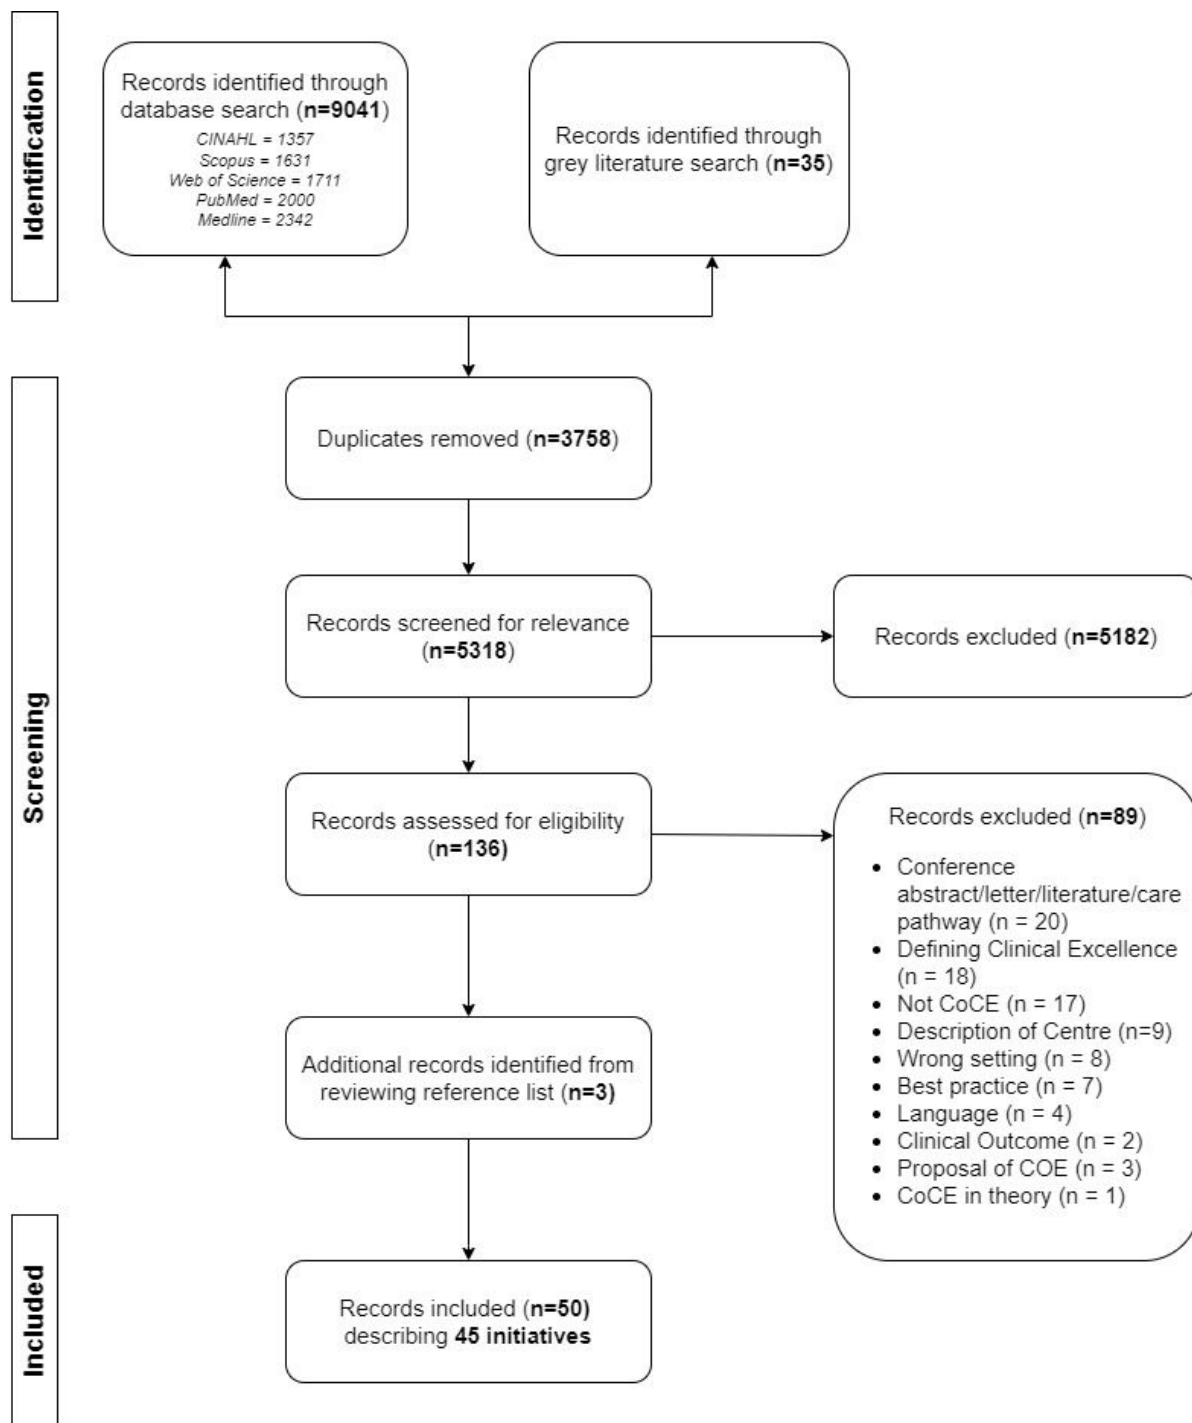 Identification
Records identified through
database search (n=9041)
CINAHL = 1357
Scopus = 1631
Web of Science = 1711
PubMed = 2000
Medline = 2342
Records identified through
grey literature search (n=35)
Screening
Duplicates removed (n=3758)
Records screened for relevance
(n=5318)
Records excluded (n=5182)
Records assessed for eligibility
(n=136)
Records excluded (n=89)
• Conference
abstract/letter/literature/care
pathway (n = 20)
• Defining Clinical Excellence
(n = 18)
• Not CoCE (n = 17)
• Description of Centre (n=9)
• Wrong setting (n = 8)
• Best practice (n = 7)
• Language (n = 4)
• Clinical Outcome (n = 2)
• Proposal of COE (n = 3)
• CoCE in theory (n = 1)
Additional records identified from
reviewing reference list (n=3)
Included
Records included (n=50)
describing 45 initiatives